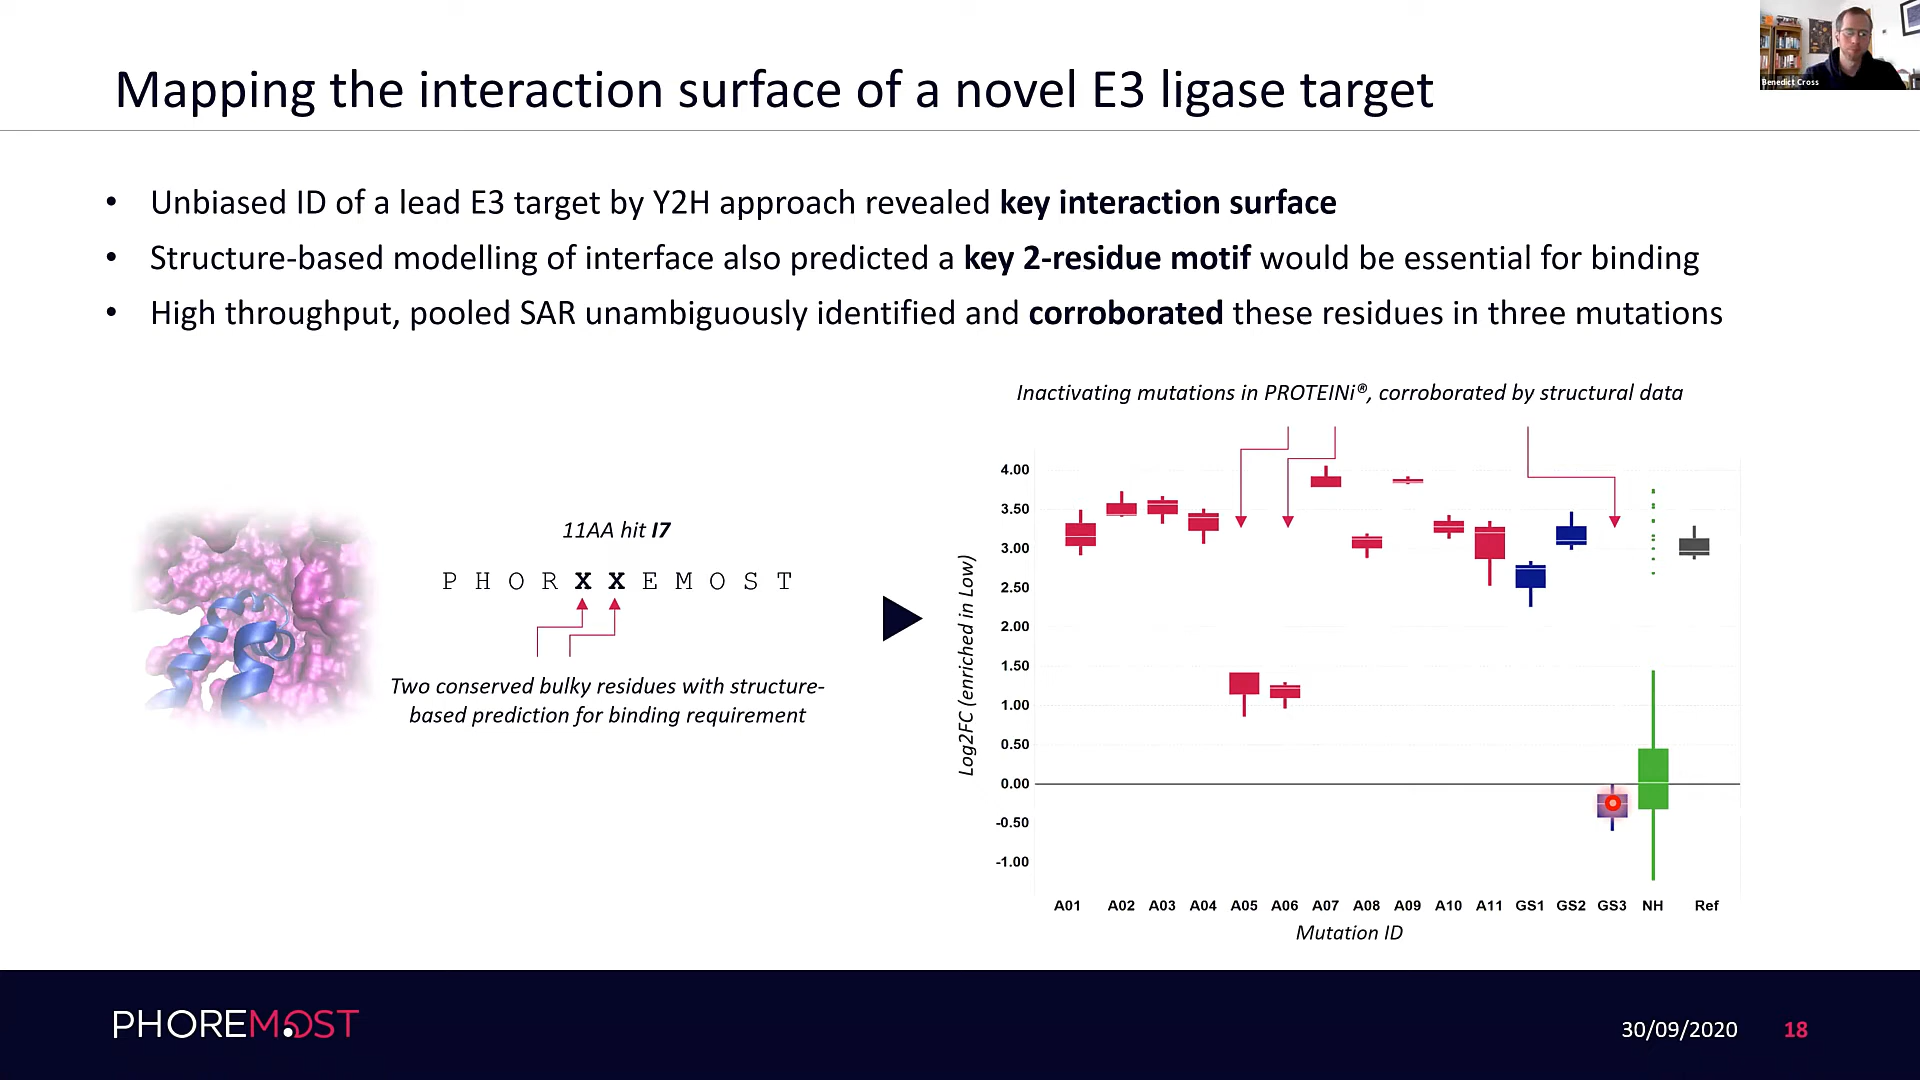 Benedict Cross
Mapping the interaction surface of a novel E3 ligase target
• Unbiased ID of a lead E3 target by Y2H approach revealed key interaction surface
• Structure-based modelling of interface also predicted a key 2-residue motif would be essential for binding
• High throughput, pooled SAR unambiguously identified and corroborated these residues in three mutations
11AA hit I7
P H O R X X E M O S T
Two conserved bulky residues with structure-
based prediction for binding requirement
Inactivating mutations in PROTEINi®, corroborated by structural data
Log2FC (enriched in Low)
4.00
3.50
3.00
2.50
2.00
1.50
1.00
0.50
0.00
-0.50
-1.00
A01 A02 A03 A04 A05 A06 A07 A08 A09 A10 A11 GS1 GS2 GS3 NH Ref
Mutation ID
PHOREMOST
30/09/2020 18